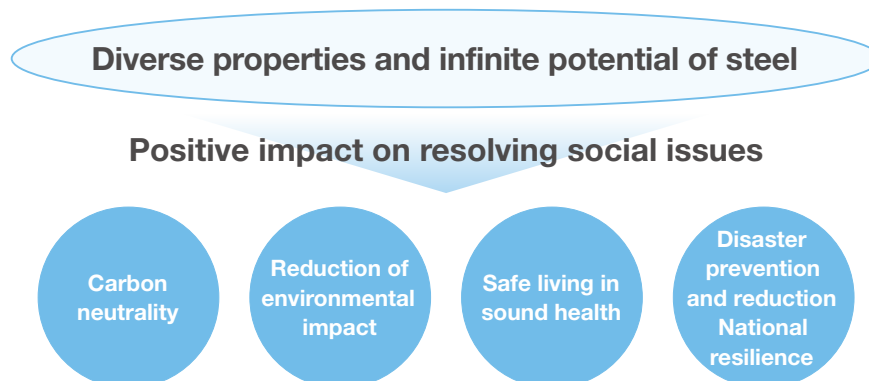 Diverse properties and infinite potential of steel
Positive impact on resolving social issues
Carbon
neutrality
Reduction of
environmental
impact
Safe living in
sound health
Disaster
prevention
and reduction
National
resilience